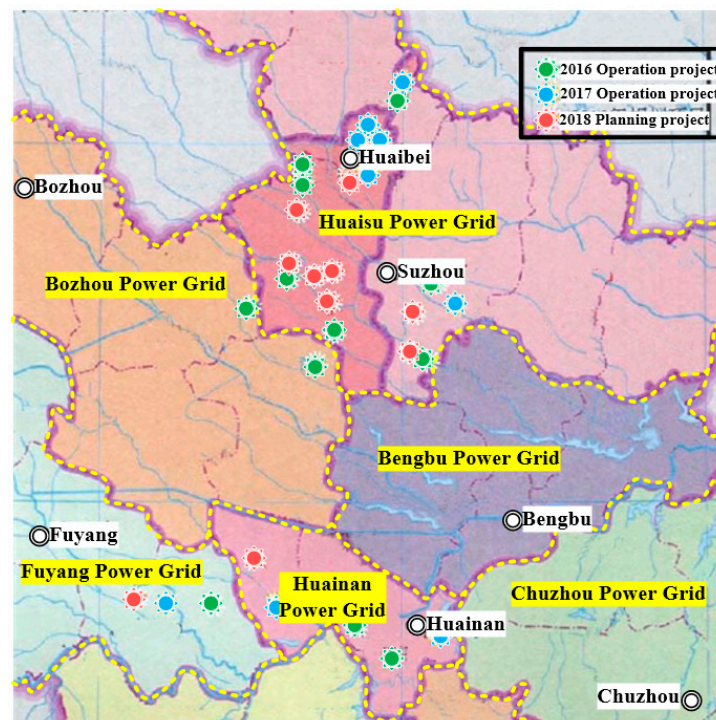 2016 Operation project
2017 Operation project
2018 Planning project
Huaibei
Bozhou
Huaisu Power Grid
Suzhou
Bozhou Power Grid
Bengbu Power Grid
Bengbu
Fuyang
Fuyang Power Grid
Huainan
Power Grid
Chuzhou Power Grid
Huainan
Chuzhou